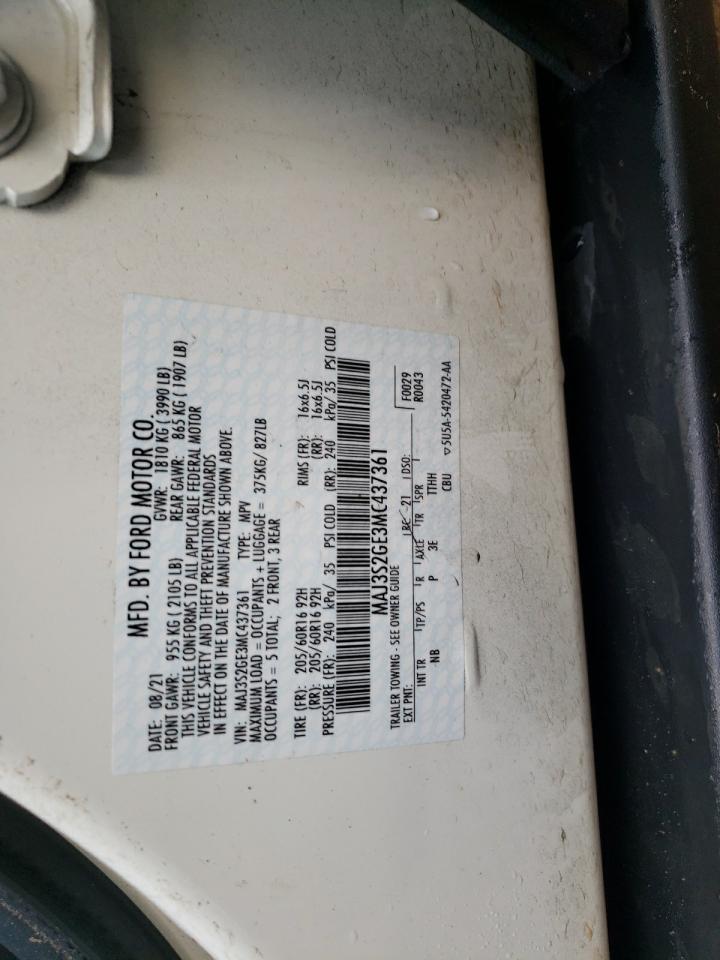 MFD. BY FORD MOTOR CO.
DATE: 08/21 GVWR: 1810 KG ( 3990 LB)
FRONT GAWR: 955 KG ( 2105 LB) REAR GAWR: 865 KG ( 1907 LB)
THIS VEHICLE CONFORMS TO ALL APPLICABLE FEDERAL MOTOR
VEHICLE SAFETY AND THEFT PREVENTION STANDARDS
IN EFFECT ON THE DATE OF MANUFACTURE SHOWN ABOVE.
VIN: MAJ3S2GE3MC437361 TYPE: MPV
MAXIMUM LOAD = OCCUPANTS + LUGGAGE = 375KG/ 827LB
OCCUPANTS = 5 TOTAL; 2 FRONT, 3 REAR
TIRE (FR): 205/60R16 92H RIMS (FR): 16x6.5J
(RR): 205/60R16 92H (RR): 16x6.5J
PRESSURE (FR): 240 kPa/ 35 PSI COLD (RR): 240 kPa/ 35 PSI COLD
MAJ3S2GE3MC437361
TRAILER TOWING - SEE OWNER GUIDE
EXT PNT: RC: 21 DSO: F0029
R0043
INT TR TP/PS R AXLE TR SPR
NB P 3E TTHH
CBU
▽5U5A-5420472-AA